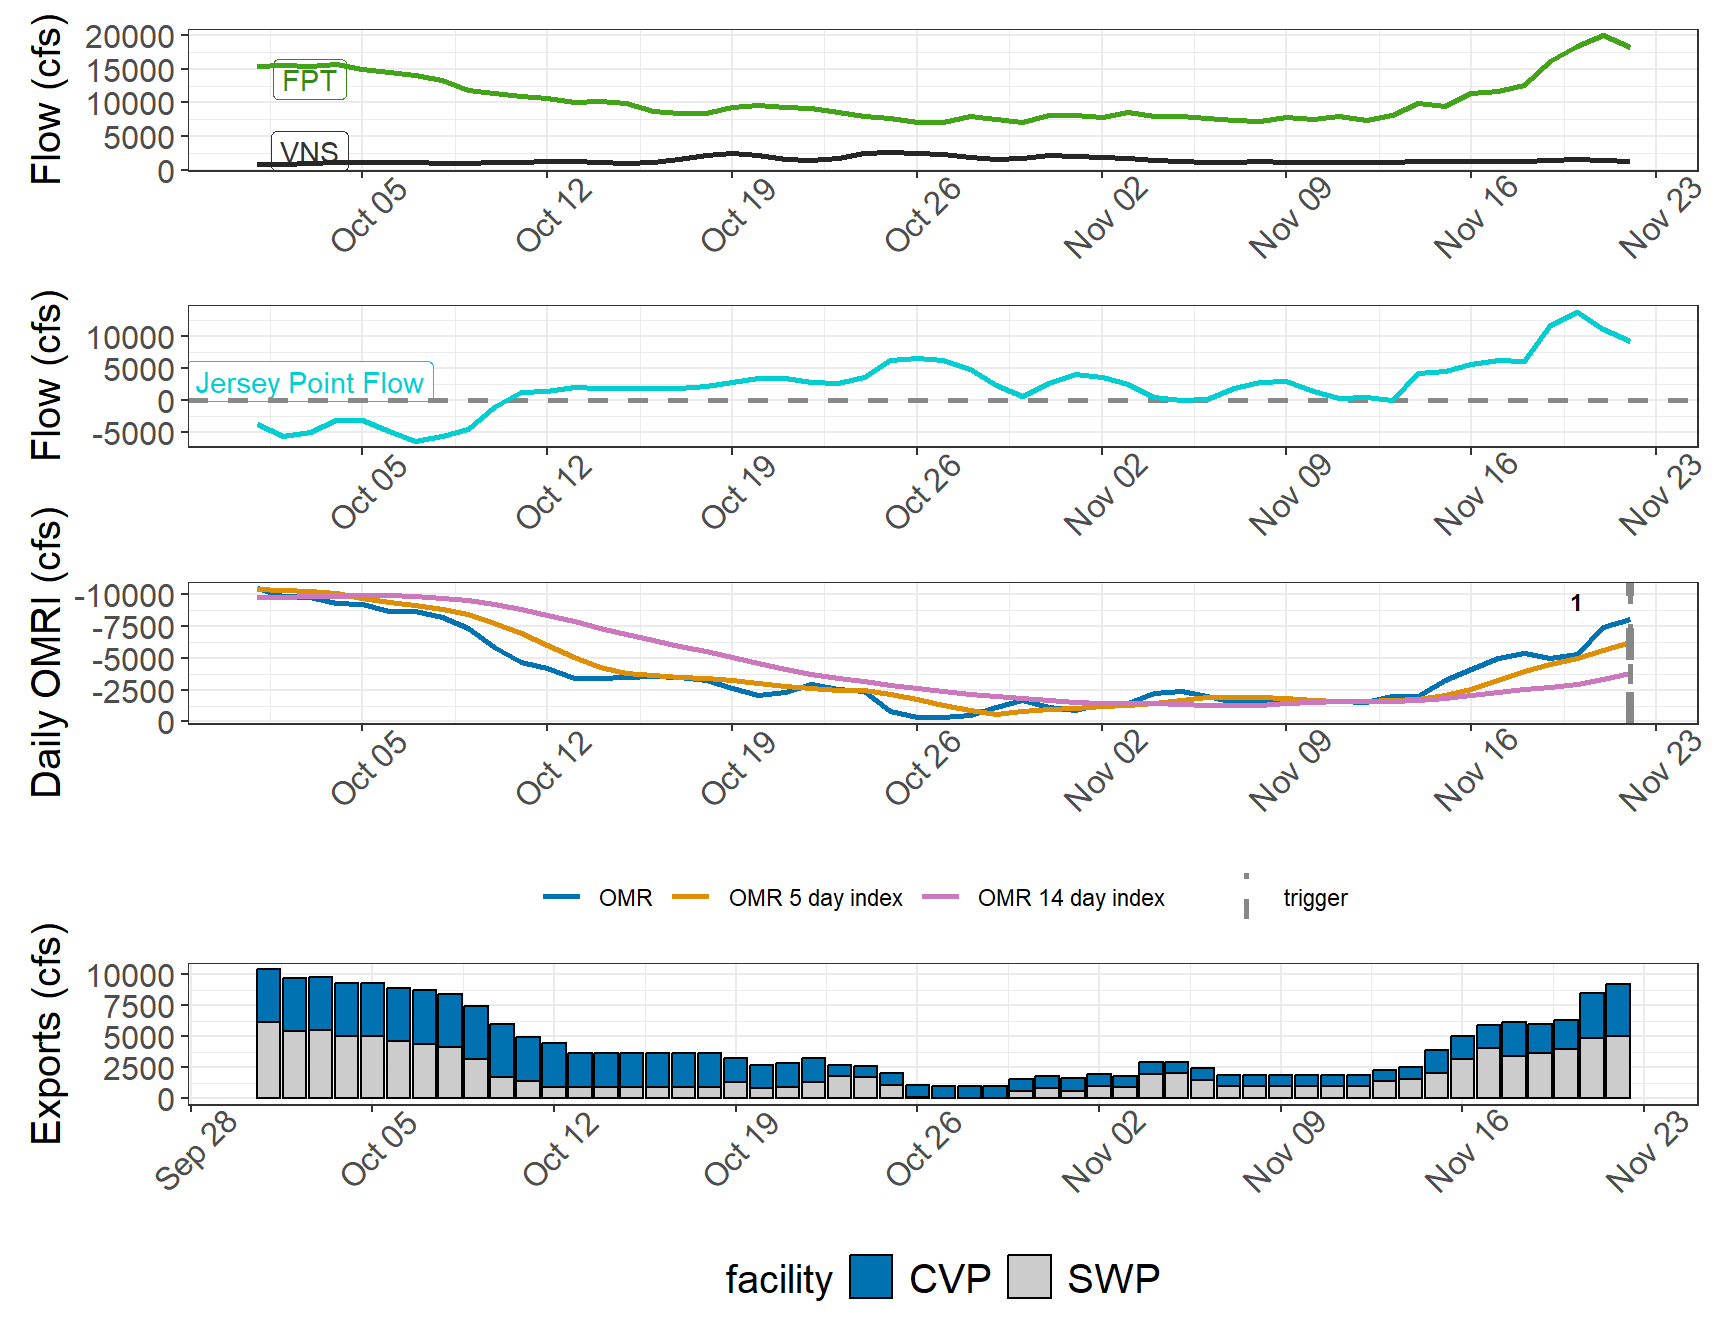 Flow (cfs)
20000
15000
10000
5000
0
FPT
VNS
Oct 05
Oct 12
Oct 19
Oct 26
Nov 02
Nov 09
Nov 16
Nov 23
Flow (cfs)
10000
5000
0
-5000
Jersey Point Flow
Oct 05
Oct 12
Oct 19
Oct 26
Nov 02
Nov 09
Nov 16
Nov 23
Daily OMRI (cfs)
-10000
-7500
-5000
-2500
0
1
Oct 05
Oct 12
Oct 19
Oct 26
Nov 02
Nov 09
Nov 16
Nov 23
OMR OMR 5 day index OMR 14 day index trigger
Exports (cfs)
10000
7500
5000
2500
0
Sep 28
Oct 05
Oct 12
Oct 19
Oct 26
Nov 02
Nov 09
Nov 16
Nov 23
facility CVP SWP